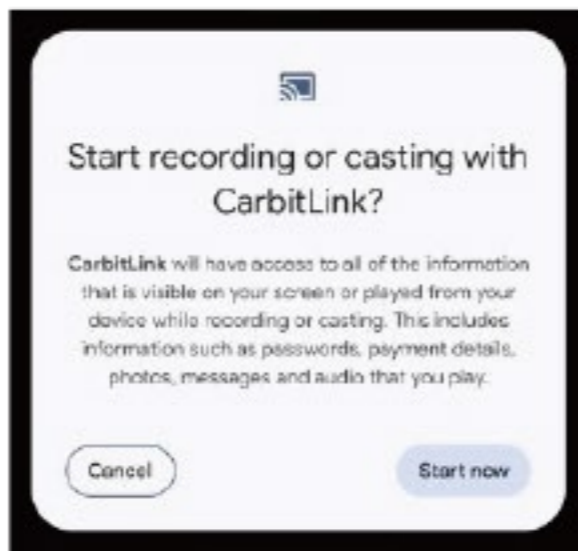 Start recording or casting with
CarbitLink?
CarbitLink will have access to all of the information
that is visible on your screen or played from your
device while recording or casting. This includes
information such as passwords, payment details,
photos, messages and audio that you play.
Cancel
Start now